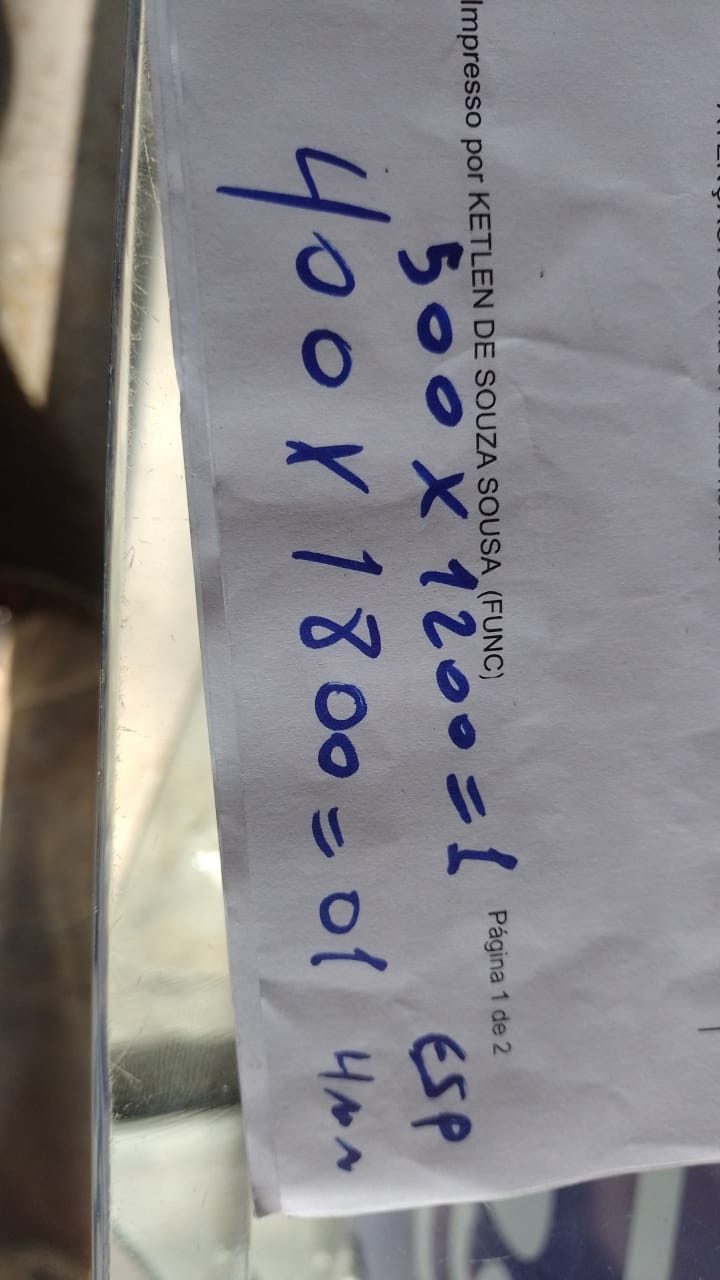 Impresso por KETLEN DE SOUZA SOUSA (FUNC)
Página 1 de 2
500 x 1200 = 1 ESP
400 x 1800 = 01 4mm